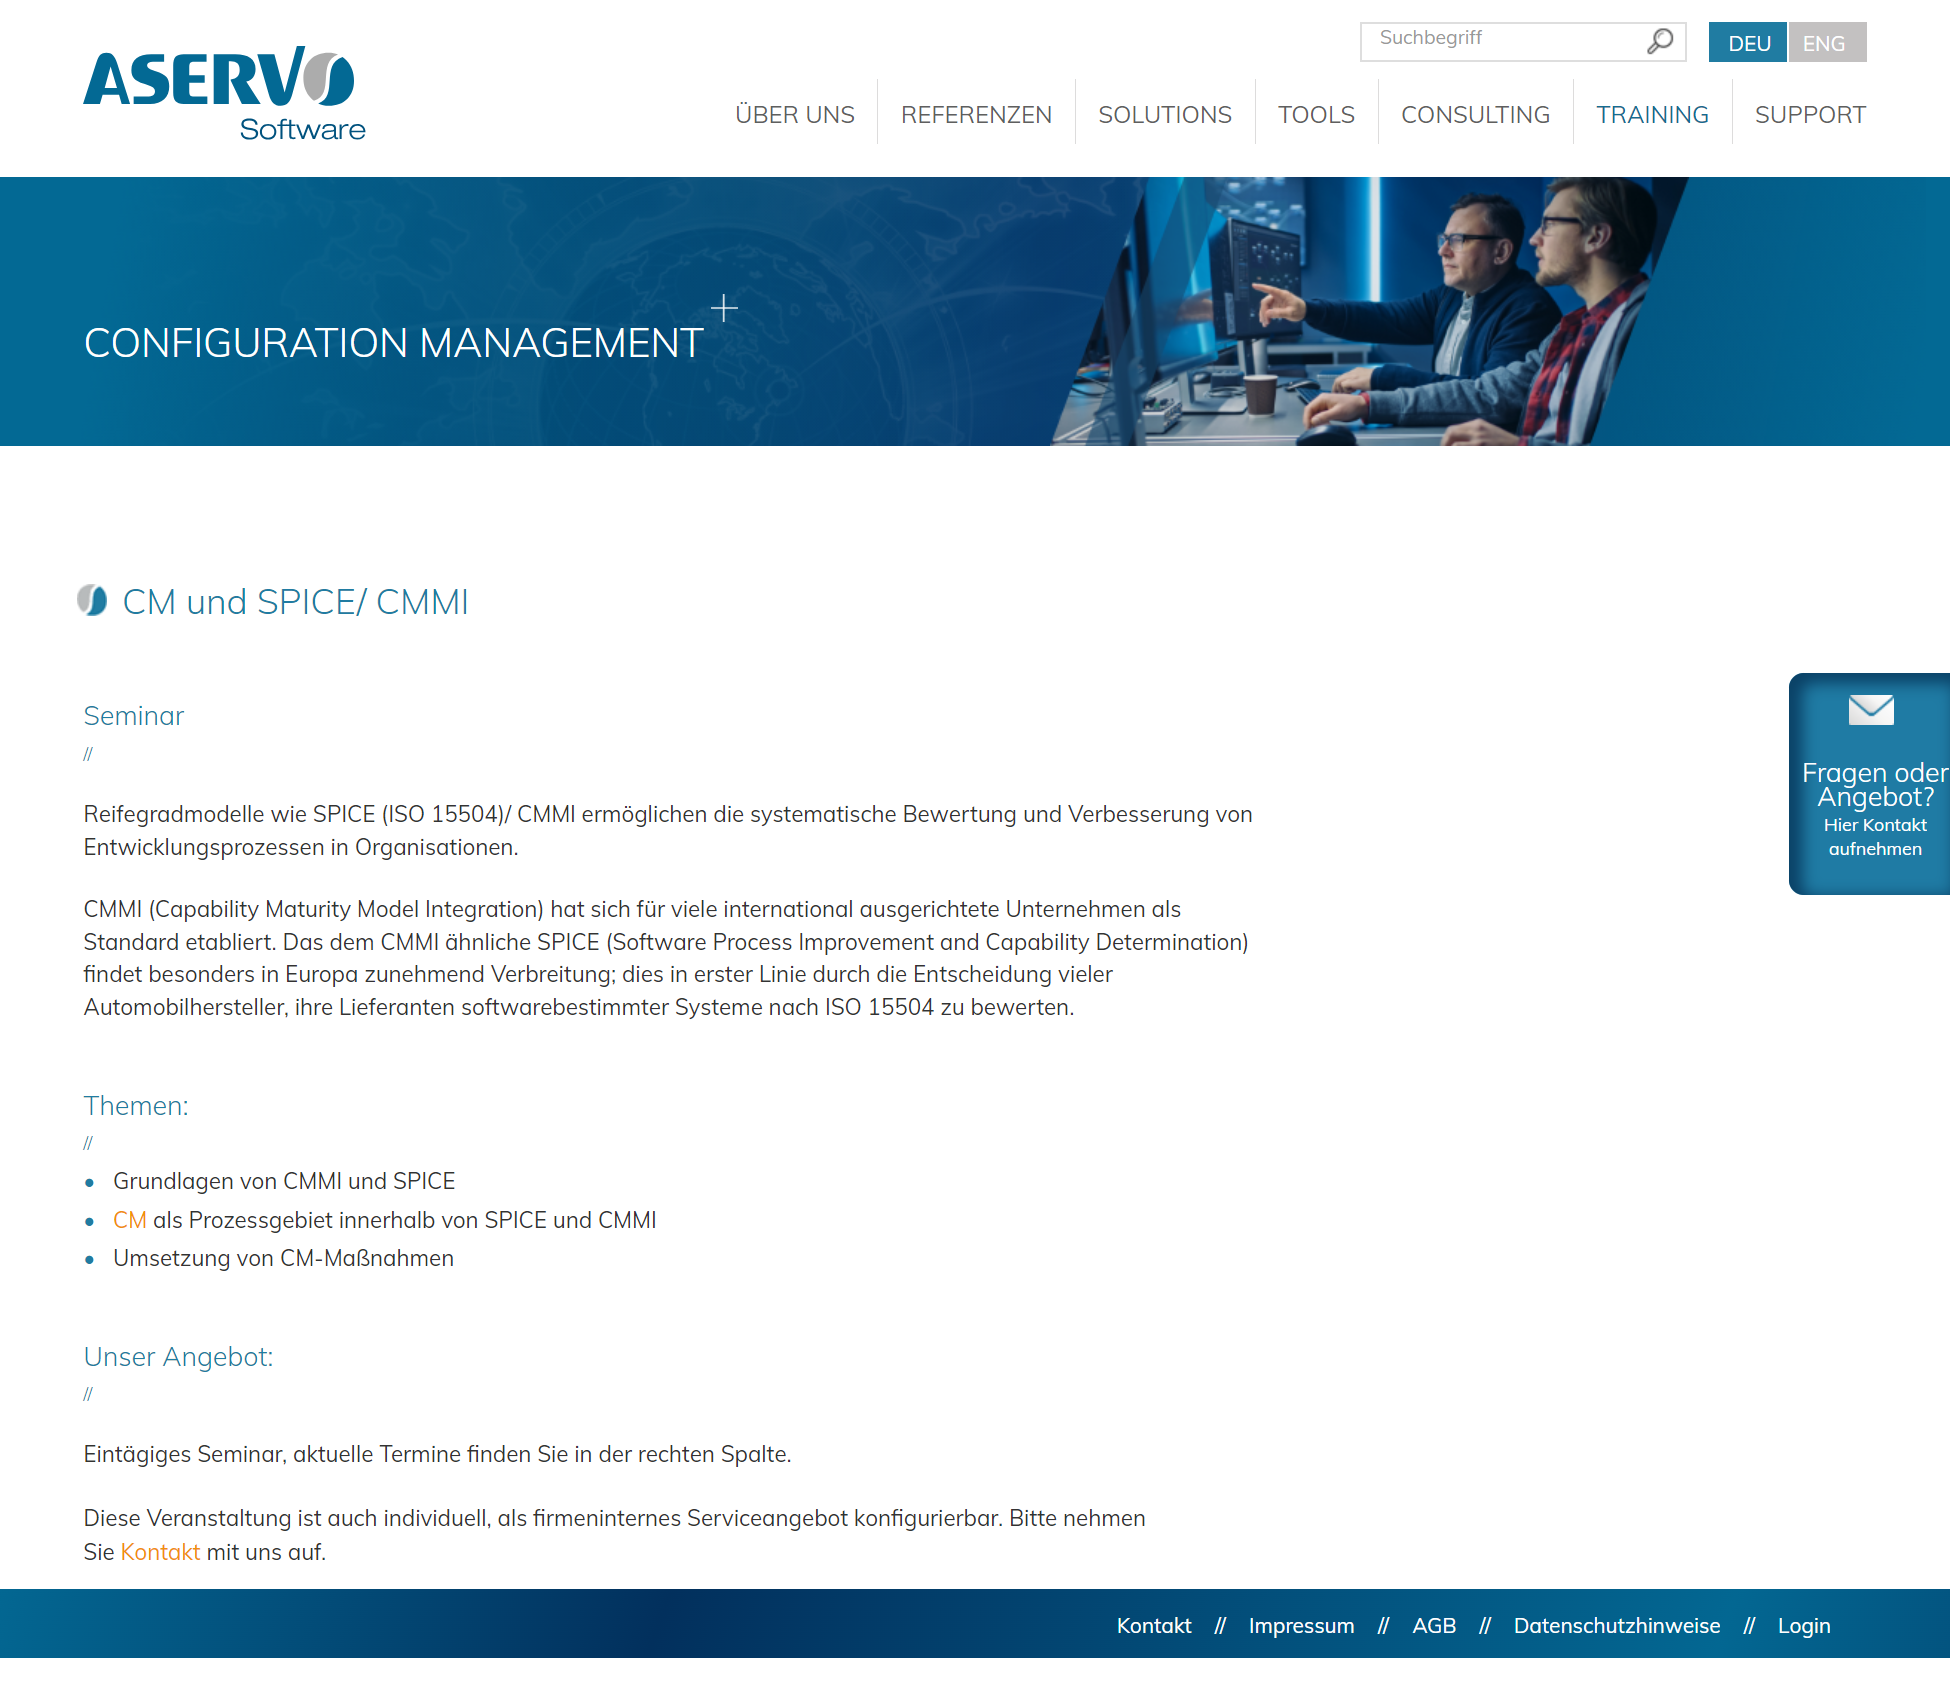 ASERVO
Software
Suchbegriff
DEU
ENG
ÜBER UNS
REFERENZEN
SOLUTIONS
TOOLS
CONSULTING
TRAINING
SUPPORT
CONFIGURATION MANAGEMENT
CM und SPICE/ CMMI
Seminar
//
Reifegradmodelle wie SPICE (ISO 15504)/ CMMI ermöglichen die systematische Bewertung und Verbesserung von
Entwicklungsprozessen in Organisationen.
CMMI (Capability Maturity Model Integration) hat sich für viele international ausgerichtete Unternehmen als
Standard etabliert. Das dem CMMI ähnliche SPICE (Software Process Improvement and Capability Determination)
findet besonders in Europa zunehmend Verbreitung; dies in erster Linie durch die Entscheidung vieler
Automobilhersteller, ihre Lieferanten softwarebestimmter Systeme nach ISO 15504 zu bewerten.
Fragen oder
Angebot?
Hier Kontakt
aufnehmen
Themen:
//
• Grundlagen von CMMI und SPICE
• CM als Prozessgebiet innerhalb von SPICE und CMMI
• Umsetzung von CM-Maßnahmen
Unser Angebot:
//
Eintägiges Seminar, aktuelle Termine finden Sie in der rechten Spalte.
Diese Veranstaltung ist auch individuell, als firmeninternes Serviceangebot konfigurierbar. Bitte nehmen
Sie Kontakt mit uns auf.
Kontakt // Impressum // AGB // Datenschutzhinweise // Login